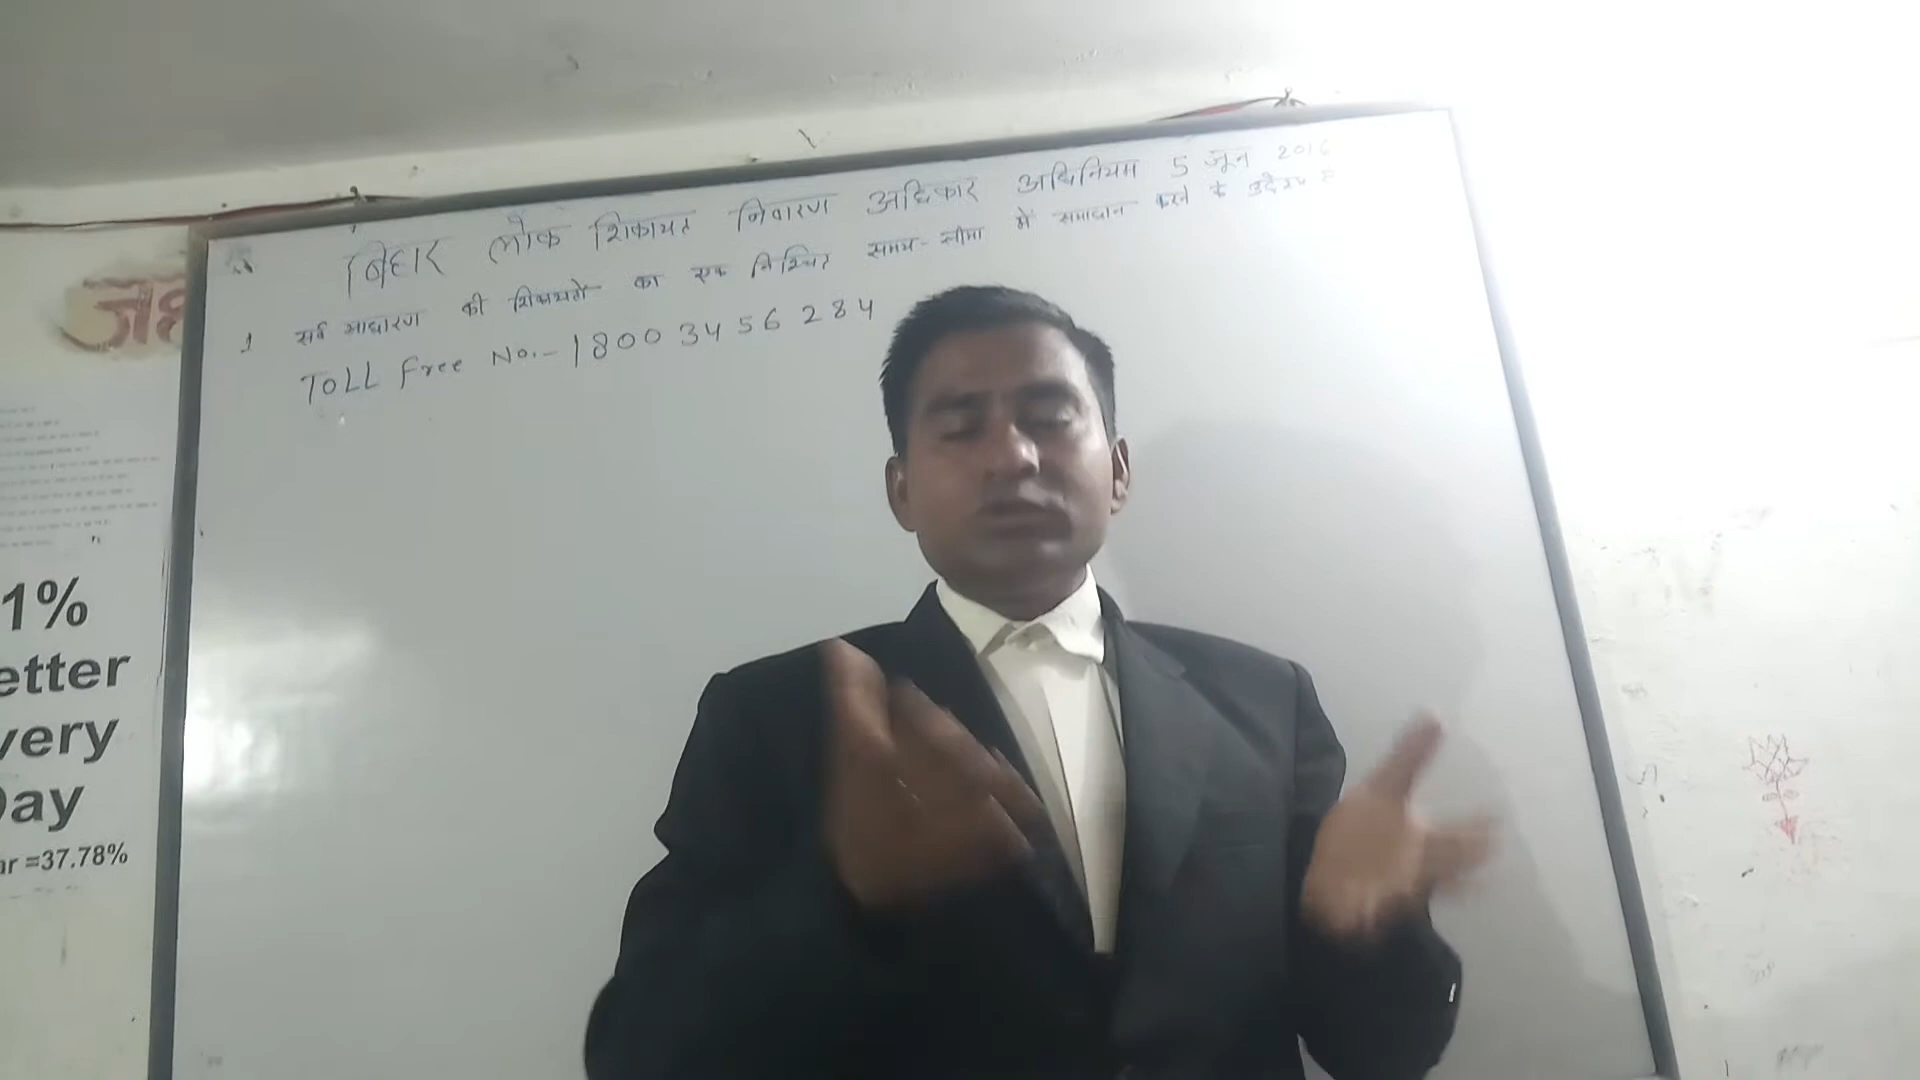 बिहार लोक शिकायत निवारण अधिकार अधिनियम 5 जून 2016
1 सर्व साधारण की शिकायतों का एक निश्चित समय-सीमा में समाधान करने के उद्देश्य से
TOLL Free No.- 1800 3456 284
1%
etter
very
Day
ar =37.78%